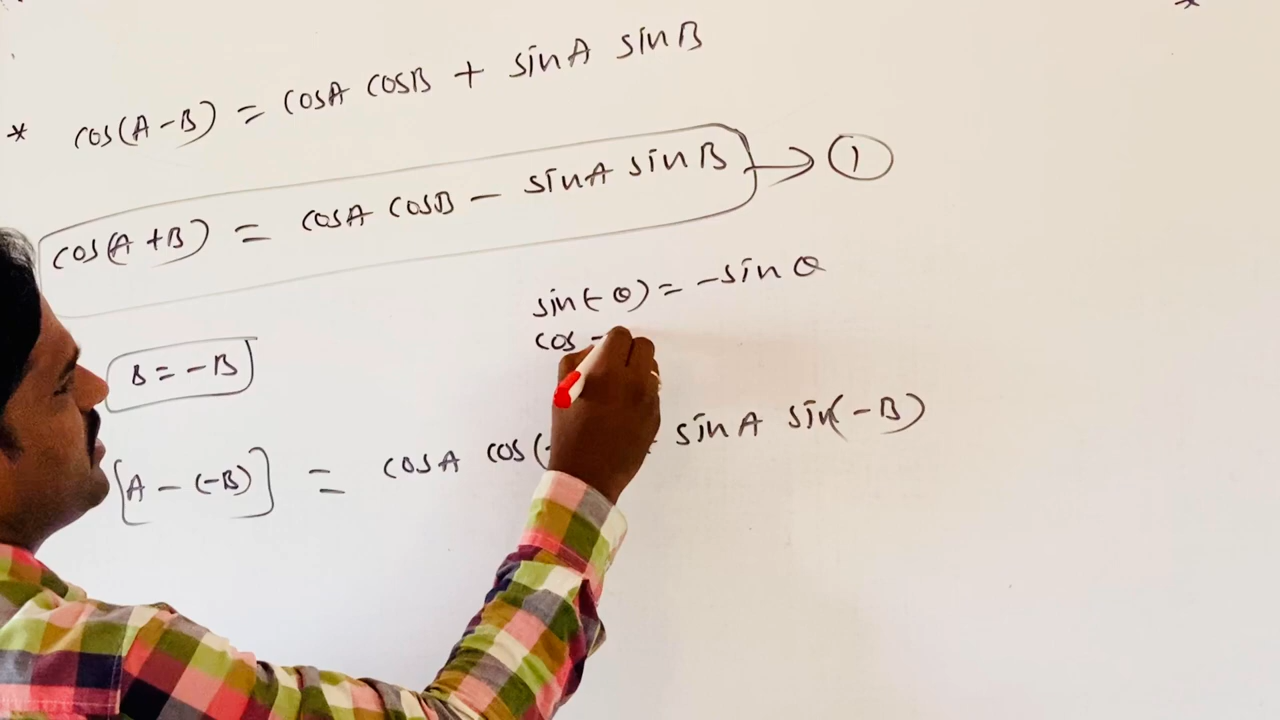 * cos(A-B) = cosA cosB + sinA sinB
cos(A+B) = cosA cosB - sinA sinB → 1
sin(-θ) = -sin θ
cos -
B = -B
[A - (-B)] = cosA cos(- sinA sin(-B)
*